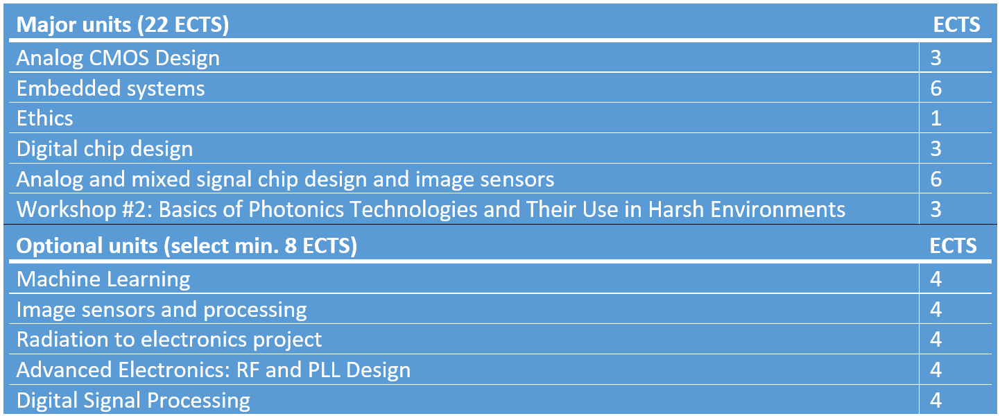 Major units (22 ECTS) ECTS
Analog CMOS Design 3
Embedded systems 6
Ethics 1
Digital chip design 3
Analog and mixed signal chip design and image sensors 6
Workshop #2: Basics of Photonics Technologies and Their Use in Harsh Environments 3
Optional units (select min. 8 ECTS) ECTS
Machine Learning 4
Image sensors and processing 4
Radiation to electronics project 4
Advanced Electronics: RF and PLL Design 4
Digital Signal Processing 4